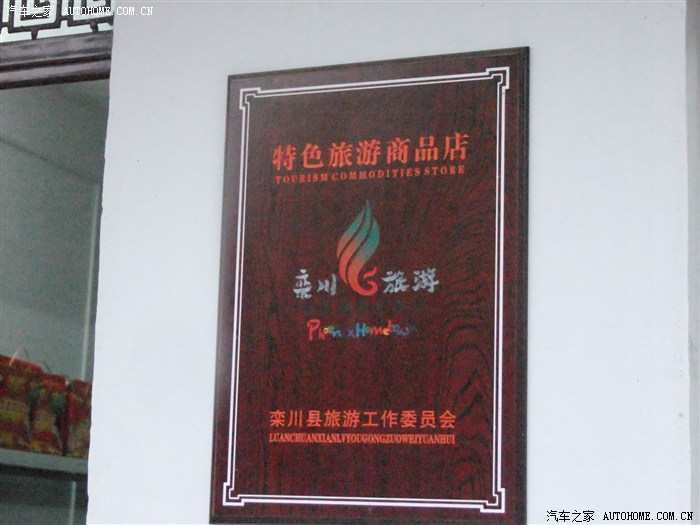 汽车之家 AUTOHOME.COM.CN
特色旅游商品店
TOURISM COMMODITIES STORE
栾川 旅游
Phoenix Hometown
栾川县旅游工作委员会
LUANCHUANXIANLVYOUGONGZUOWEIYUANHUI
汽车之家 AUTOHOME.COM.CN